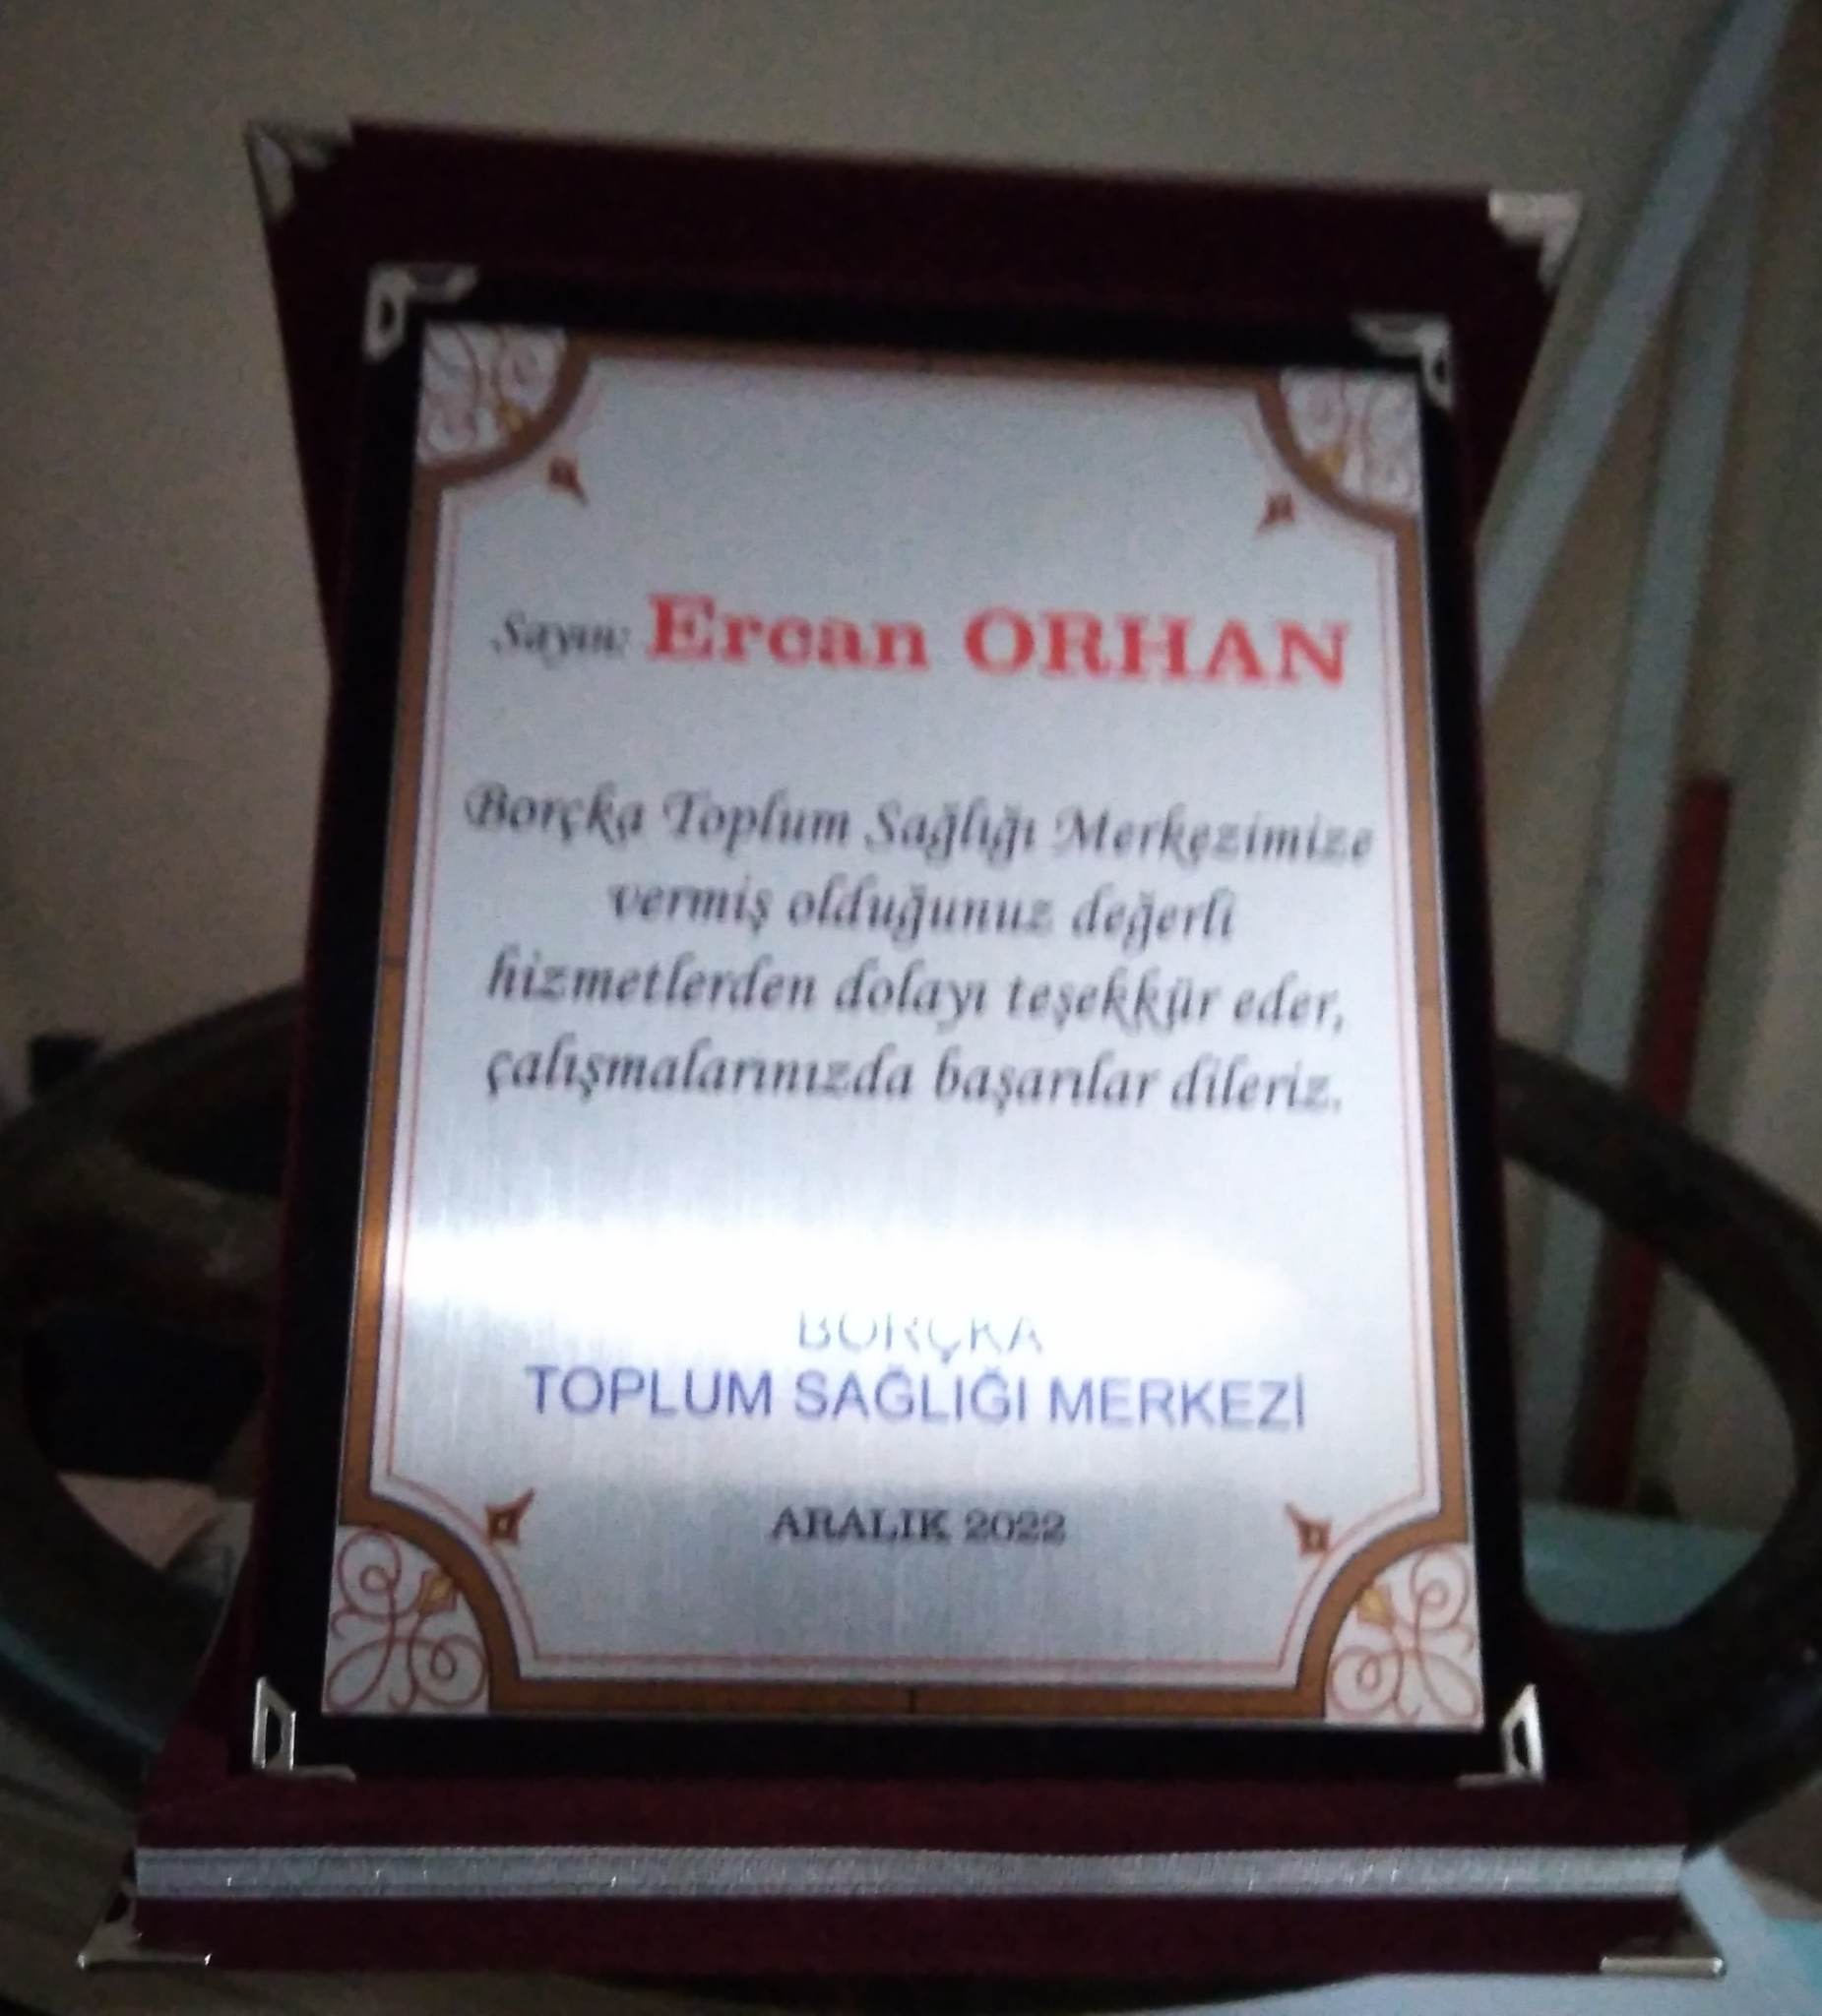 Sayın: Ercan ORHAN
Borçka Toplum Sağlığı Merkezimize
vermiş olduğunuz değerli
hizmetlerden dolayı teşekkür eder,
çalışmalarınızda başarılar dileriz.
BORÇKA
TOPLUM SAĞLIĞI MERKEZİ
ARALIK 2022